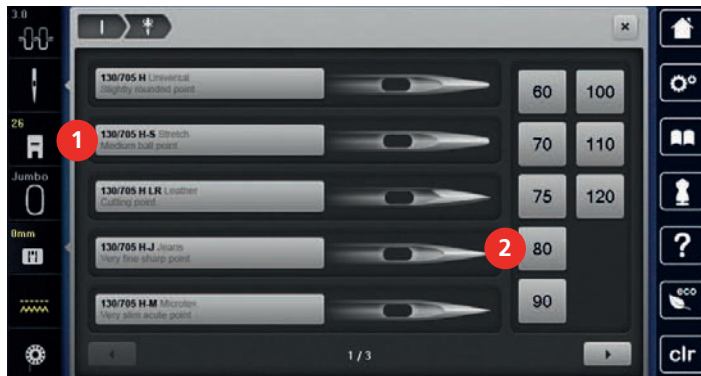 3.0
26
Jumbo
0mm
130/705 H Universal
Slightly rounded point
130/705 H-S Stretch
Medium ball point
130/705 H LR Leather
Cutting point
130/705 H-J Jeans
Very fine sharp point
130/705 H-M Microtex
Very slim acute point
1
2
60 100
70 110
75 120
80
90
1 / 3
?
eco
clr